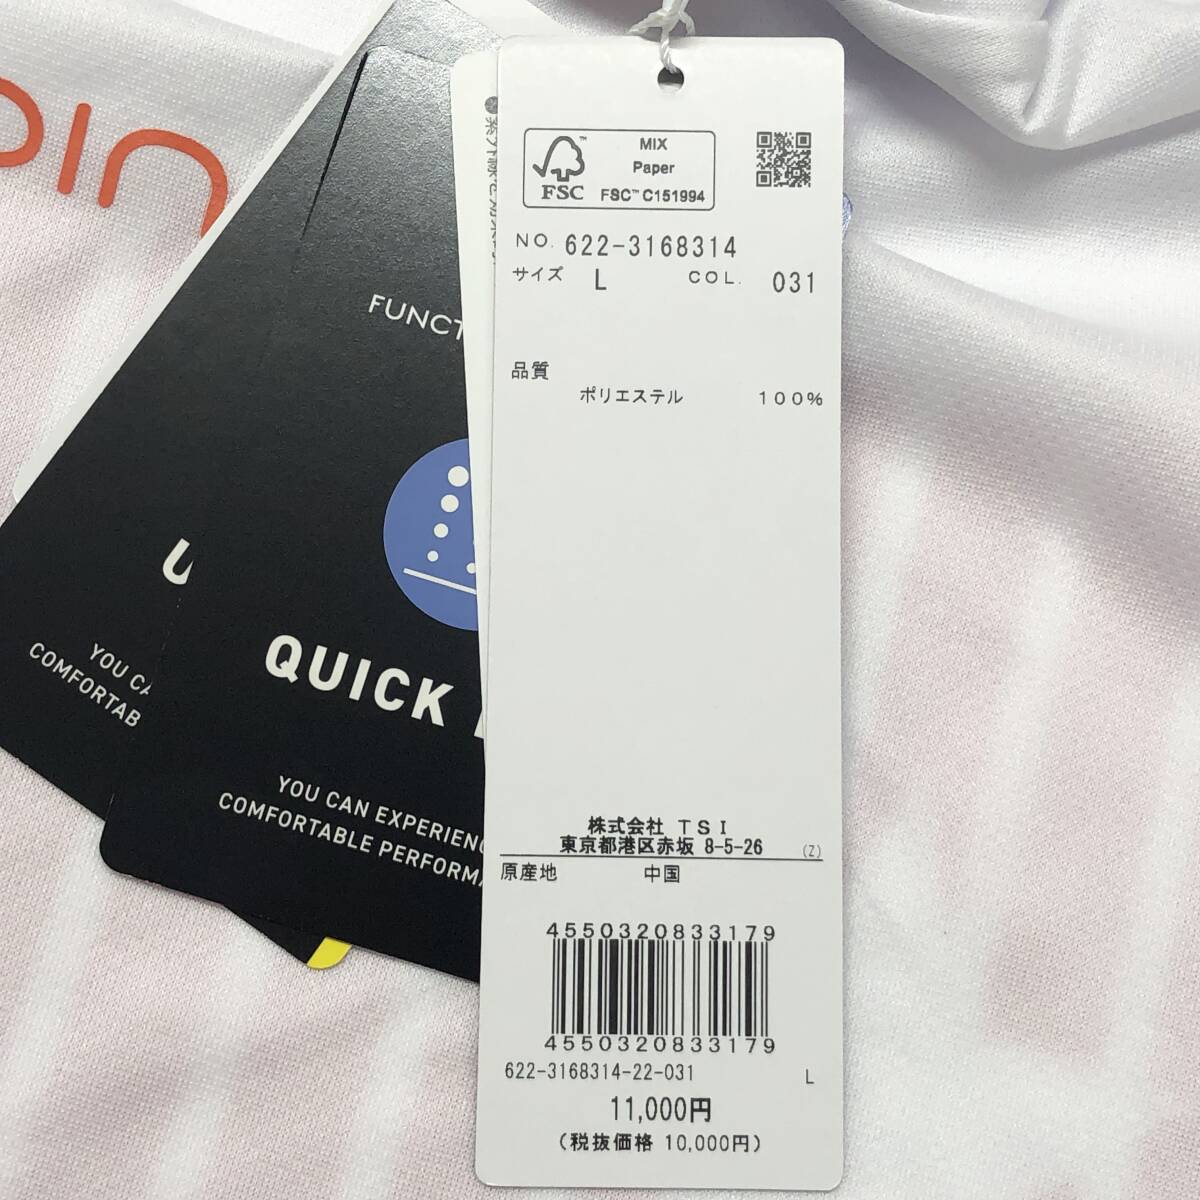 MIX
Paper
FSC
FSC™ C151994
NO. 622-3168314
サイズ L COL. 031
品質
ポリエステル 100%
株式会社 TSI
東京都港区赤坂 8-5-26 (Z)
原産地 中国
4550320833179
4550320833179
622-3168314-22-031 L
11,000円
(税抜価格 10,000円)
QUICK
YOU CAN EXPERIENC
COMFORTABLE PERFORM
FUNCT
U
YOU CA
COMFORTAB
pin